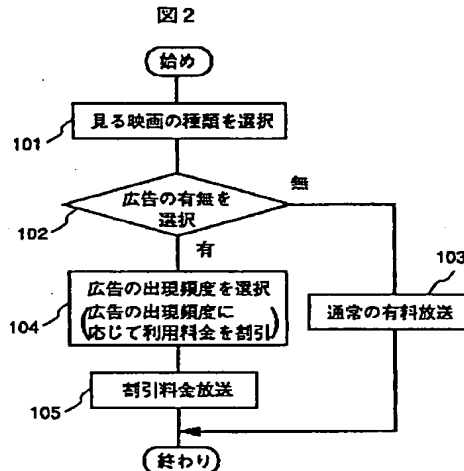 図2
始め
見る映画の種類を選択
101
広告の有無を
選択
102
無
有
103
広告の出現頻度を選択
(広告の出現頻度に
応じて利用料金を割引)
104
通常の有料放送
割引料金放送
105
終わり